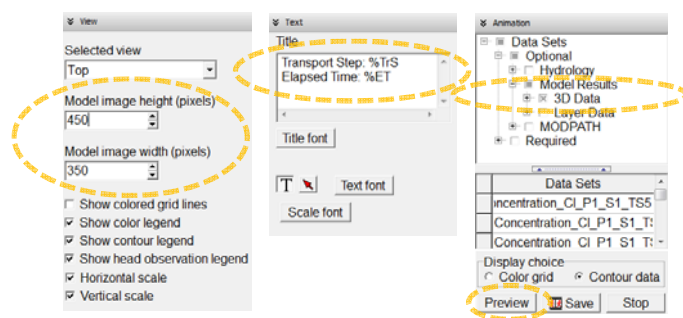 View
Selected view
Top
Model image height (pixels)
450
Model image width (pixels)
350
Show colored grid lines
Show color legend
Show contour legend
Show head observation legend
Horizontal scale
Vertical scale
Text
Title
Transport Step: %TrS
Elapsed Time: %ET
Title font
T Text font
Scale font
Animation
Data Sets
Optional
Hydrology
Model Results
3D Data
Layer Data
MODPATH
Required
Data Sets
ncentration_Cl_P1_S1_TS5
Concentration_Cl_P1_S1_T
Concentration_Cl_P1_S1_T
Display choice
Color grid Contour data
Preview Save Stop